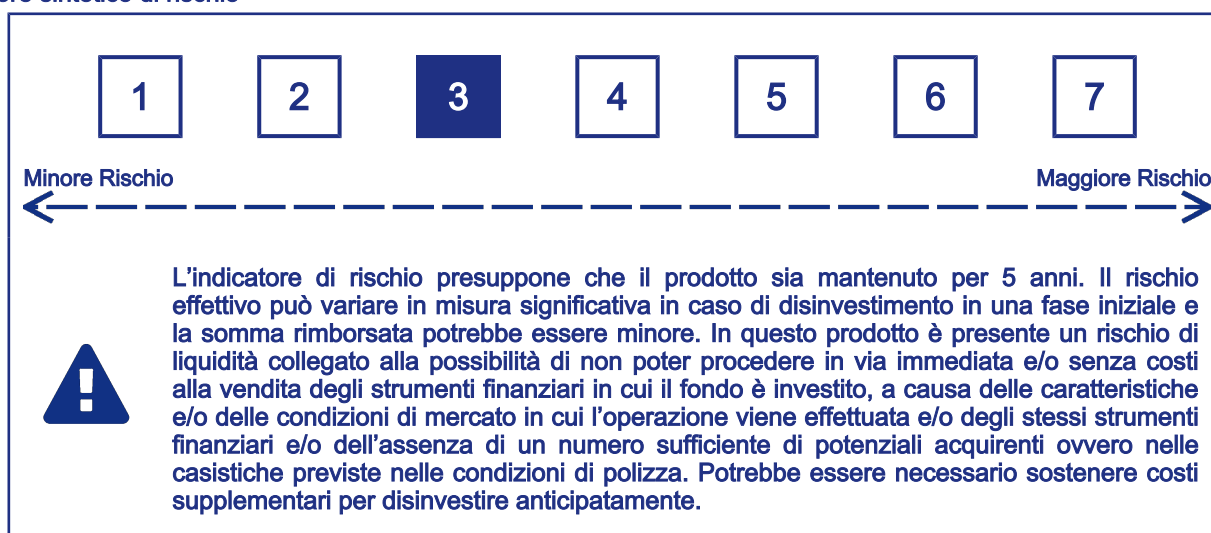 1 2 3 4 5 6 7
Minore Rischio Maggiore Rischio
L'indicatore di rischio presuppone che il prodotto sia mantenuto per 5 anni. Il rischio
effettivo può variare in misura significativa in caso di disinvestimento in una fase iniziale e
la somma rimborsata potrebbe essere minore. In questo prodotto è presente un rischio di
liquidità collegato alla possibilità di non poter procedere in via immediata e/o senza costi
alla vendita degli strumenti finanziari in cui il fondo è investito, a causa delle caratteristiche
e/o delle condizioni di mercato in cui l'operazione viene effettuata e/o degli stessi strumenti
finanziari e/o dell'assenza di un numero sufficiente di potenziali acquirenti ovvero nelle
casistiche previste nelle condizioni di polizza. Potrebbe essere necessario sostenere costi
supplementari per disinvestire anticipatamente.